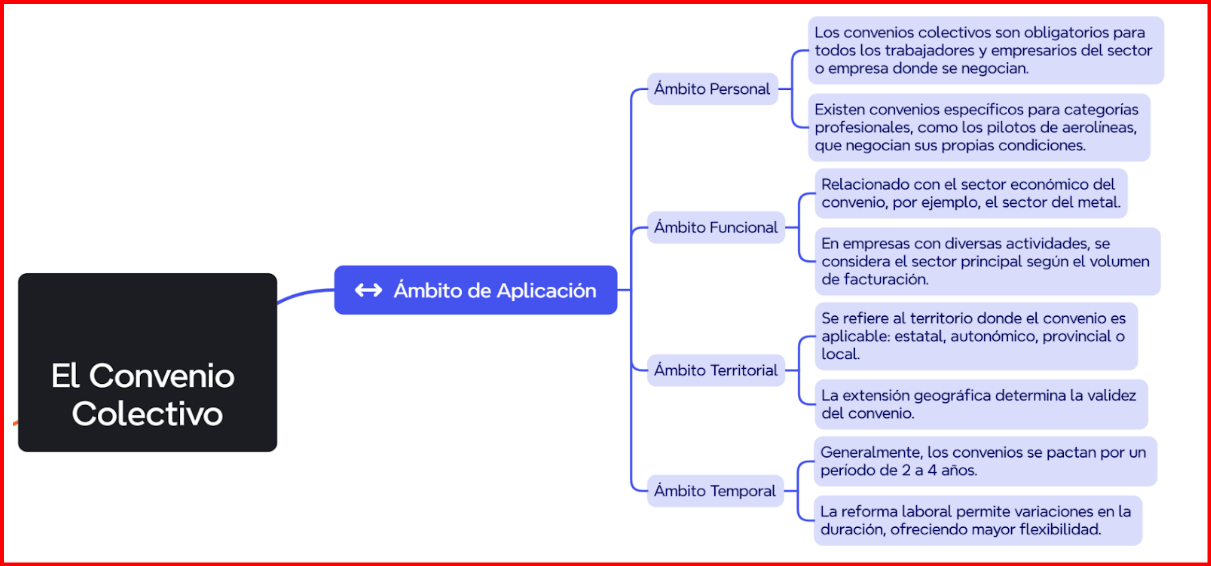 El Convenio
Colectivo
Ámbito de Aplicación
Ámbito Personal
Los convenios colectivos son obligatorios para
todos los trabajadores y empresarios del sector
o empresa donde se negocian.
Existen convenios específicos para categorías
profesionales, como los pilotos de aerolíneas,
que negocian sus propias condiciones.
Ámbito Funcional
Relacionado con el sector económico del
convenio, por ejemplo, el sector del metal.
En empresas con diversas actividades, se
considera el sector principal según el volumen
de facturación.
Ámbito Territorial
Se refiere al territorio donde el convenio es
aplicable: estatal, autonómico, provincial o
local.
La extensión geográfica determina la validez
del convenio.
Ámbito Temporal
Generalmente, los convenios se pactan por un
período de 2 a 4 años.
La reforma laboral permite variaciones en la
duración, ofreciendo mayor flexibilidad.